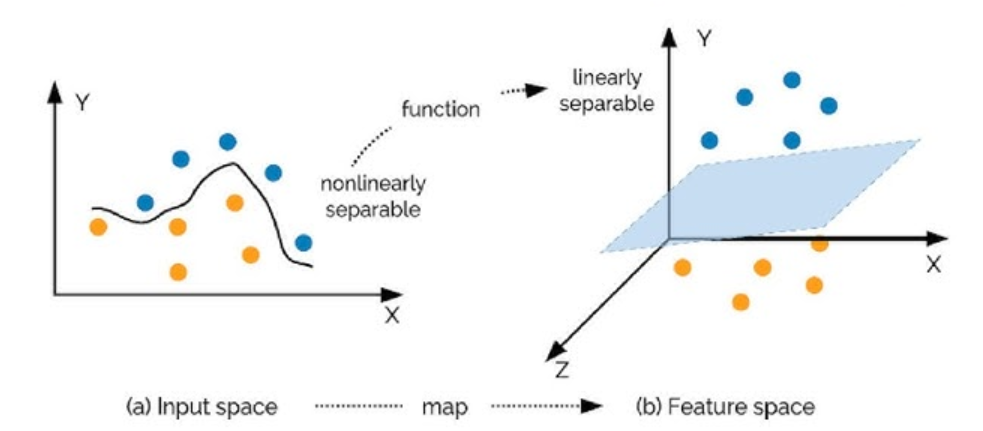 Y
nonlinearly
separable
X
function
linearly
separable
Y
X
Z
(a) Input space
map
(b) Feature space